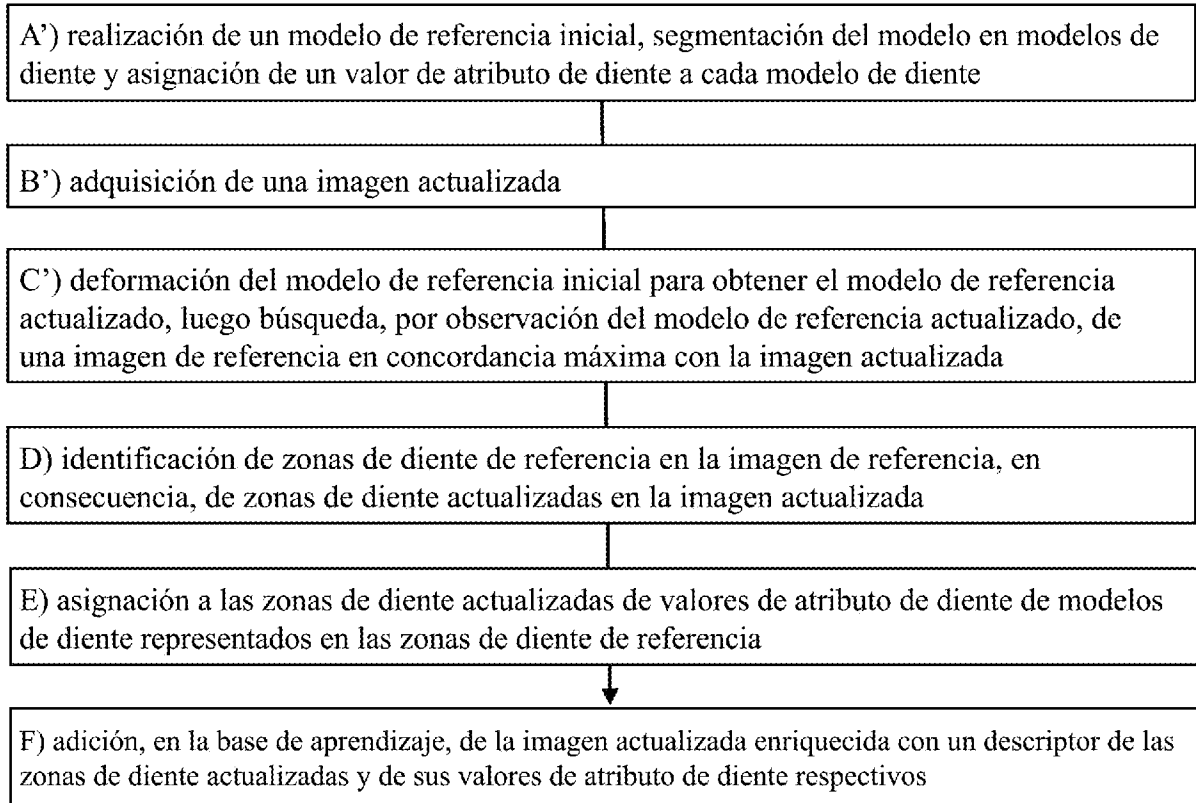 A’) realización de un modelo de referencia inicial, segmentación del modelo en modelos de
diente y asignación de un valor de atributo de diente a cada modelo de diente
B’) adquisición de una imagen actualizada
C’) deformación del modelo de referencia inicial para obtener el modelo de referencia
actualizado, luego búsqueda, por observación del modelo de referencia actualizado, de
una imagen de referencia en concordancia máxima con la imagen actualizada
D) identificación de zonas de diente de referencia en la imagen de referencia, en
consecuencia, de zonas de diente actualizadas en la imagen actualizada
E) asignación a las zonas de diente actualizadas de valores de atributo de diente de modelos
de diente representados en las zonas de diente de referencia
F) adición, en la base de aprendizaje, de la imagen actualizada enriquecida con un descriptor de las
zonas de diente actualizadas y de sus valores de atributo de diente respectivos